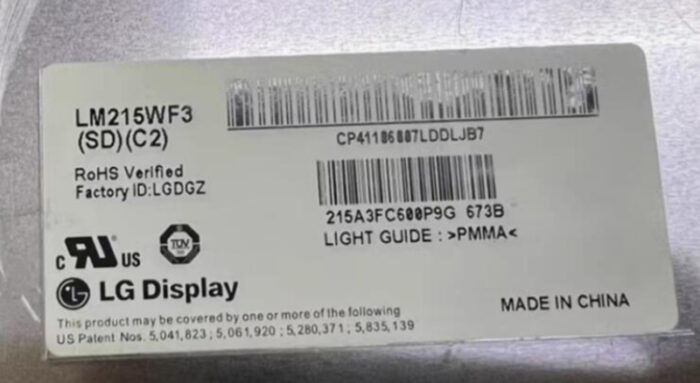 LM215WF3
(SD)(C2)
RoHS Verified
Factory ID:LGDGZ
CP41106007LDDLJB7
215A3FC600P9G 673B
LIGHT GUIDE : >PMMA<
c RU US
TÜV
LG Display
This product may be covered by one or more of the following
US Patent Nos. 5,041,823 ; 5,061,920 ; 5,280,371 ; 5,835,139
MADE IN CHINA